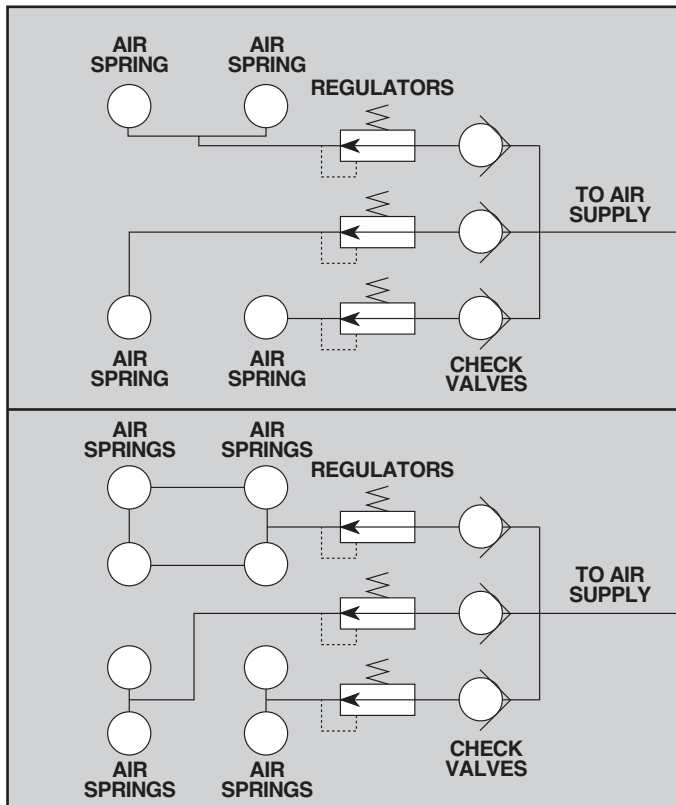 AIR
SPRING
AIR
SPRING
REGULATORS
TO AIR
SUPPLY
AIR
SPRING
AIR
SPRING
CHECK
VALVES
AIR
SPRINGS
AIR
SPRINGS
REGULATORS
TO AIR
SUPPLY
AIR
SPRINGS
AIR
SPRINGS
CHECK
VALVES